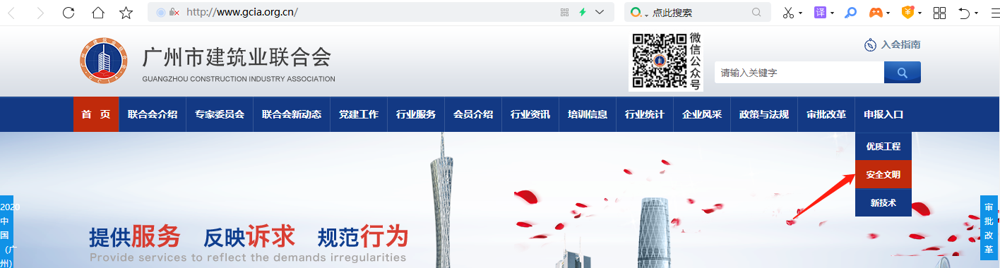 http://www.gcia.org.cn/
点此搜索
译
广州市建筑业联合会
GUANGZHOU CONSTRUCTION INDUSTRY ASSOCIATION
微信公众号
入会指南
请输入关键字
首 页 联合会介绍 专家委员会 联合会新动态 党建工作 行业服务 会员介绍 行业资讯 培训信息 行业统计 企业风采 政策与法规 审批改革 申报入口
优质工程
安全文明
新技术
2020
中
国
（广
州）
提供服务 反映诉求 规范行为
Provide services to reflect the demands irregularities
审
批
改
革